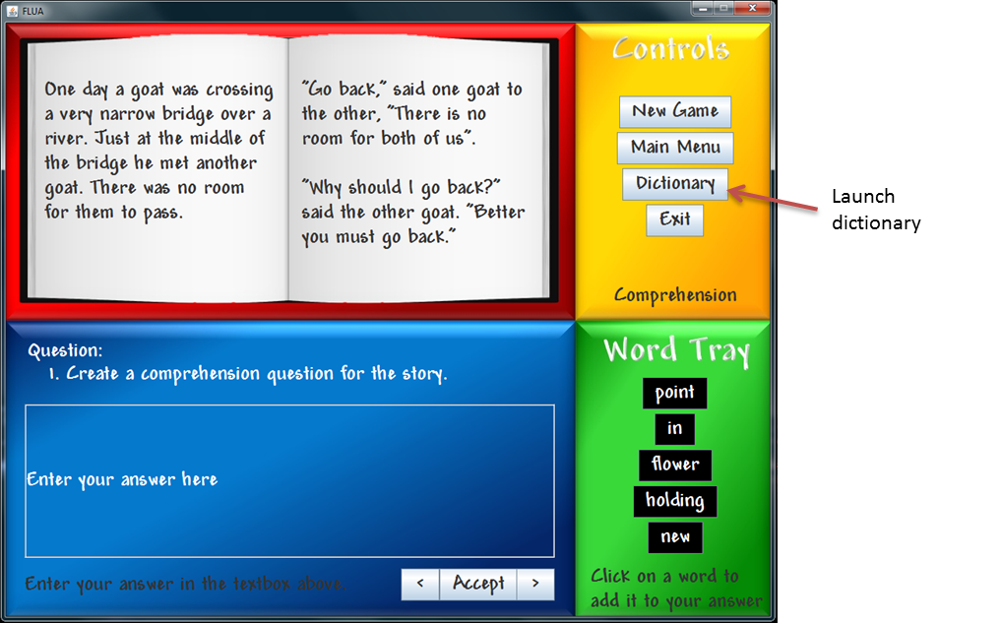 FLUA
One day a goat was crossing
a very narrow bridge over a
river. Just at the middle of
the bridge he met another
goat. There was no room
for them to pass.
"Go back," said one goat to
the other, "There is no
room for both of us".
"Why should I go back?"
said the other goat. "Better
you must go back."
Controls
New Game
Main Menu
Dictionary
Exit
Comprehension
Launch
dictionary
Question:
1. Create a comprehension question for the story.
Enter your answer here
Enter your answer in the textbox above.
<
Accept
>
Word Tray
point
in
flower
holding
new
Click on a word to
add it to your answer